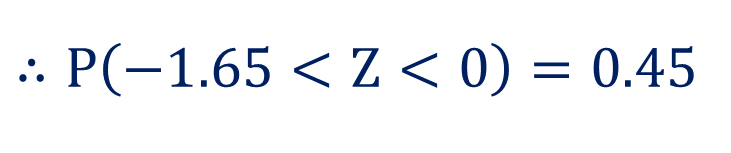 ∴ P(−1.65 < Z < 0) = 0.45